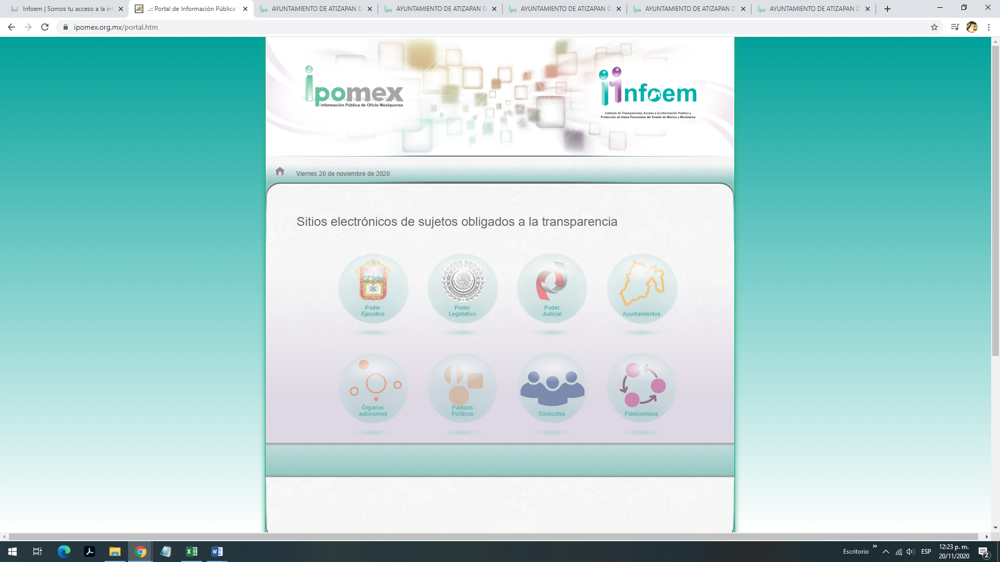 Infoem | Somos tu acceso a la inf
..:: Portal de Información Pública
AYUNTAMIENTO DE ATIZAPAN D
AYUNTAMIENTO DE ATIZAPAN D
AYUNTAMIENTO DE ATIZAPAN D
AYUNTAMIENTO DE ATIZAPAN D
AYUNTAMIENTO DE ATIZAPAN D
ipomex.org.mx/portal.htm
ipomex
Información Pública de Oficio Mexiquense
infoem
Instituto de Transparencia, Acceso a la Información Pública y
Protección de Datos Personales del Estado de México y Municipios
Viernes 20 de noviembre de 2020
Sitios electrónicos de sujetos obligados a la transparencia
Poder
Ejecutivo
Poder
Legislativo
Poder
Judicial
Ayuntamientos
Órganos
autónomos
Partidos
Políticos
Sindicatos
Fideicomisos
Escritorio
ESP
12:23 p. m.
20/11/2020
2